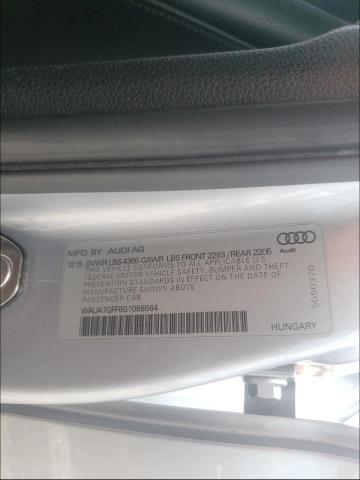 MFD. BY AUDI AG
12.15 GVWR LBS 4365 GAWR LBS FRONT 2293 / REAR 2205
THIS VEHICLE CONFORMS TO ALL APPLICABLE U.S.
FEDERAL MOTOR VEHICLE SAFETY, BUMPER AND THEFT
PREVENTION STANDARDS IN EFFECT ON THE DATE OF
MANUFACTURE SHOWN ABOVE.
PASSENGER CAR
WAUA7GFF6G1068664
Audi
5050370
HUNGARY